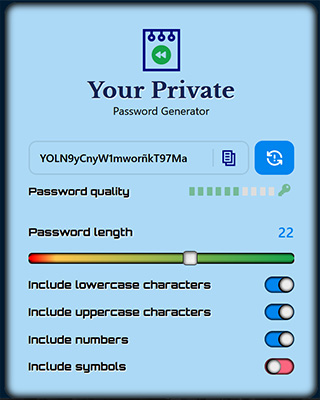 Your Private
Password Generator
YOLN9yCnyW1mworñkT97Ma
Password quality
Password length 22
Include lowercase characters
Include uppercase characters
Include numbers
Include symbols